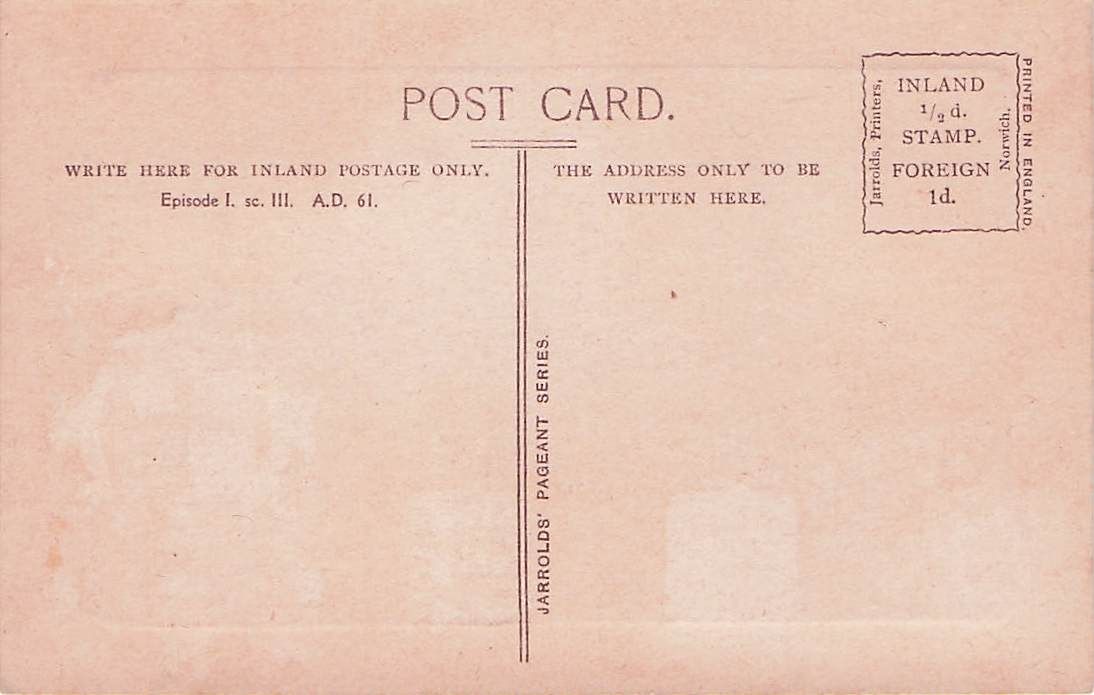 POST CARD.
WRITE HERE FOR INLAND POSTAGE ONLY.
Episode I. sc. III. A.D. 61.
THE ADDRESS ONLY TO BE
WRITTEN HERE.
JARROLDS' PAGEANT SERIES.
Jarrolds, Printers,
INLAND
1/2 d.
STAMP.
FOREIGN
1d.
Norwich.
PRINTED IN ENGLAND.